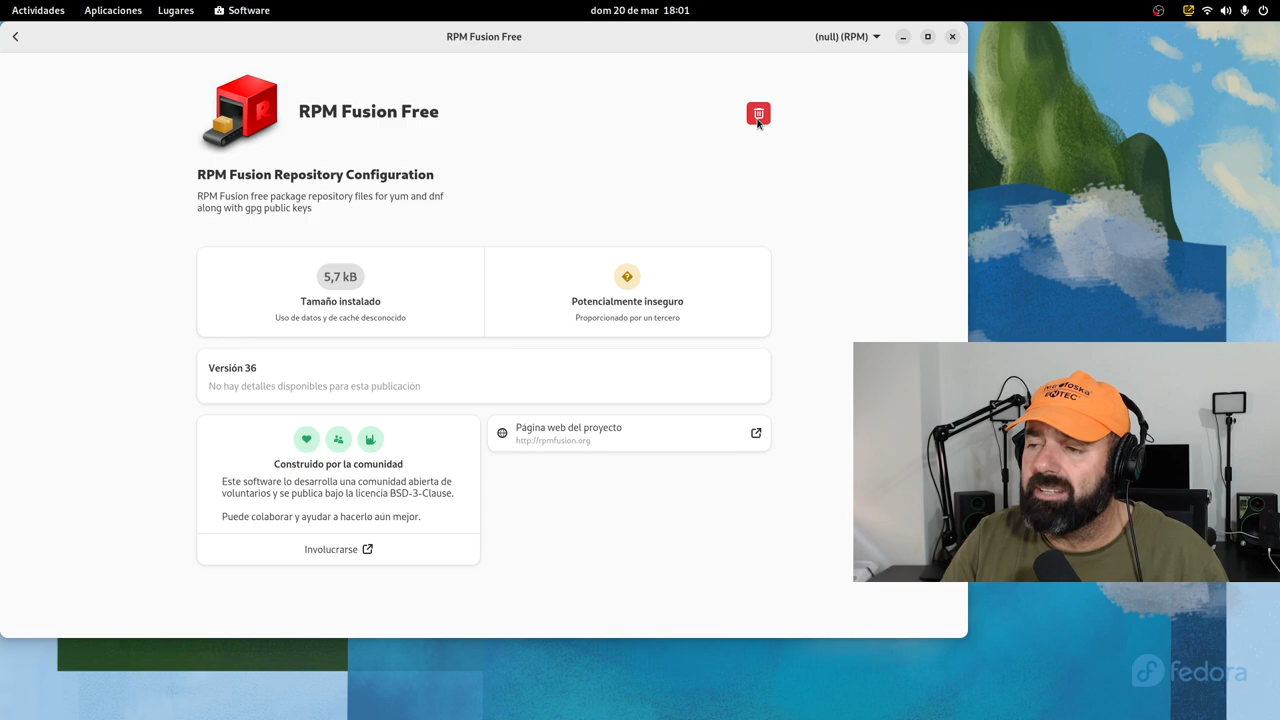 Actividades
Aplicaciones
Lugares
Software
dom 20 de mar 18:01
RPM Fusion Free
(null) (RPM)
R
RPM Fusion Free
RPM Fusion Repository Configuration
RPM Fusion free package repository files for yum and dnf
along with gpg public keys
5,7 kB
Tamaño instalado
Uso de datos y de caché desconocido
?
Potencialmente inseguro
Proporcionado por un tercero
Versión 36
No hay detalles disponibles para esta publicación
Construido por la comunidad
Este software lo desarrolla una comunidad abierta de
voluntarios y se publica bajo la licencia BSD-3-Clause.
Puede colaborar y ayudar a hacerlo aún mejor.
Involucrarse
Página web del proyecto
http://rpmfusion.org
fedora